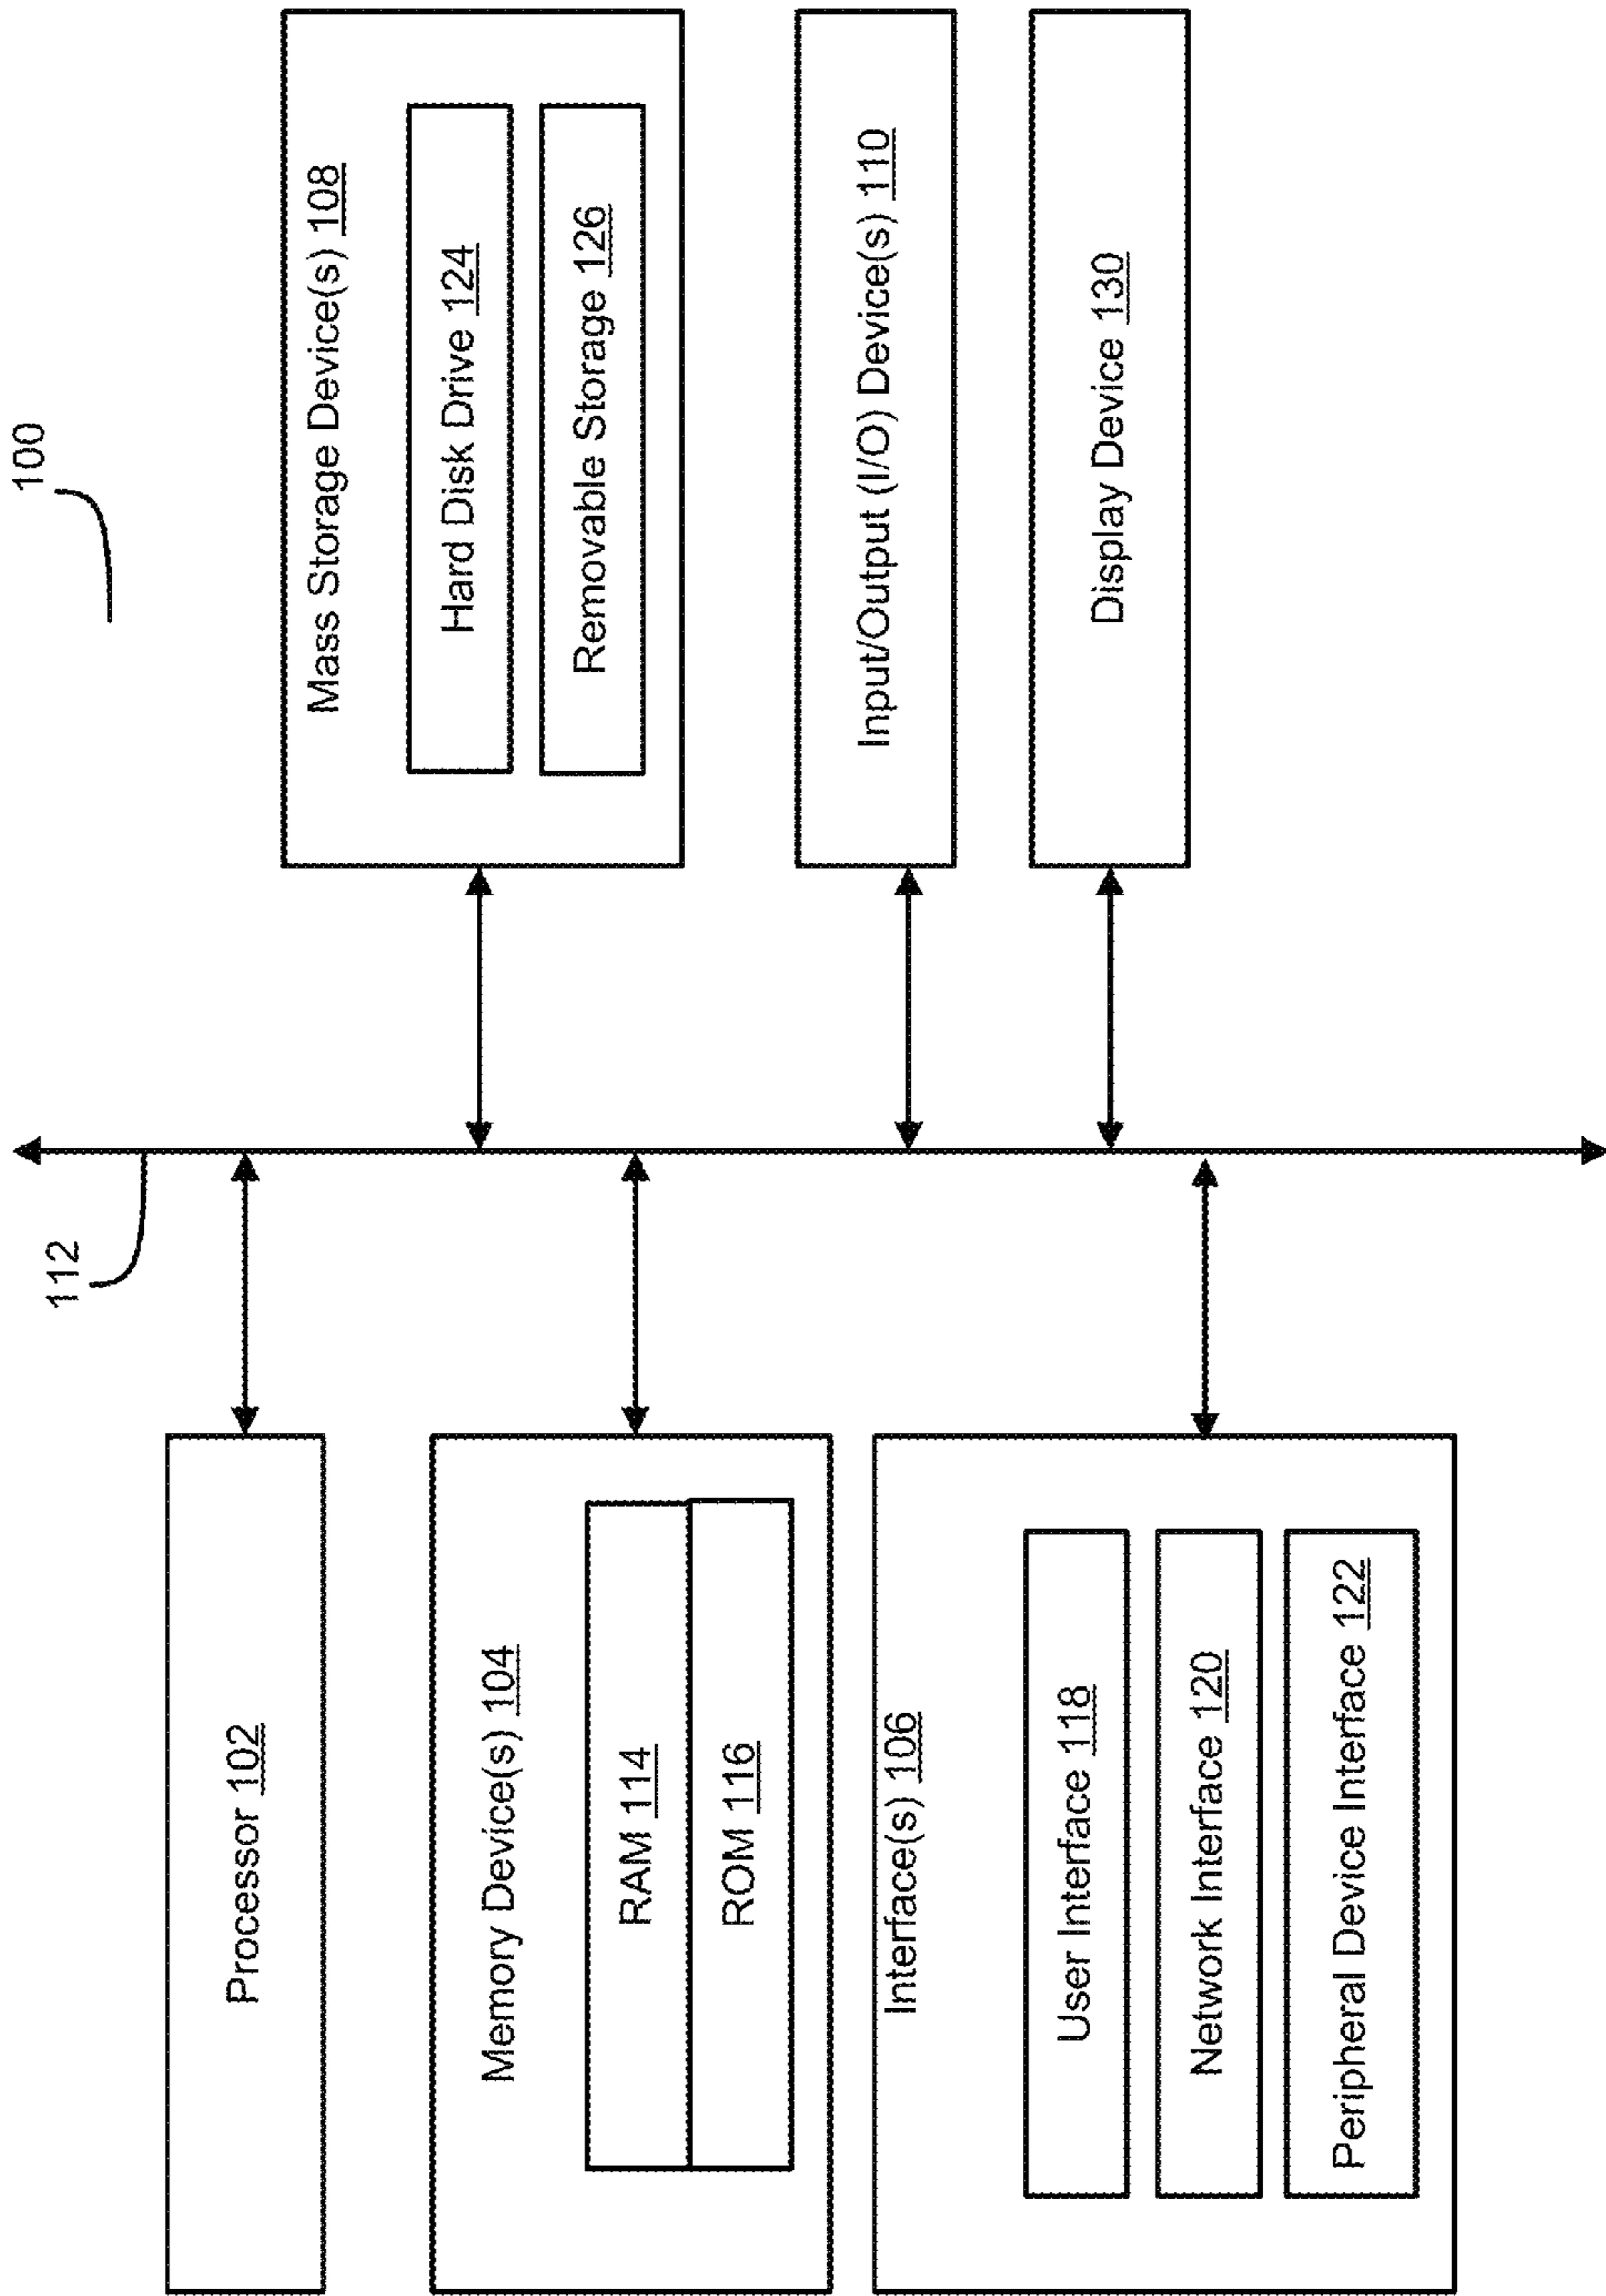 100
112
Processor 102
Memory Device(s) 104
RAM 114
ROM 116
Interface(s) 106
User Interface 118
Network Interface 120
Peripheral Device Interface 122
Mass Storage Device(s) 108
Hard Disk Drive 124
Removable Storage 126
Input/Output (I/O) Device(s) 110
Display Device 130